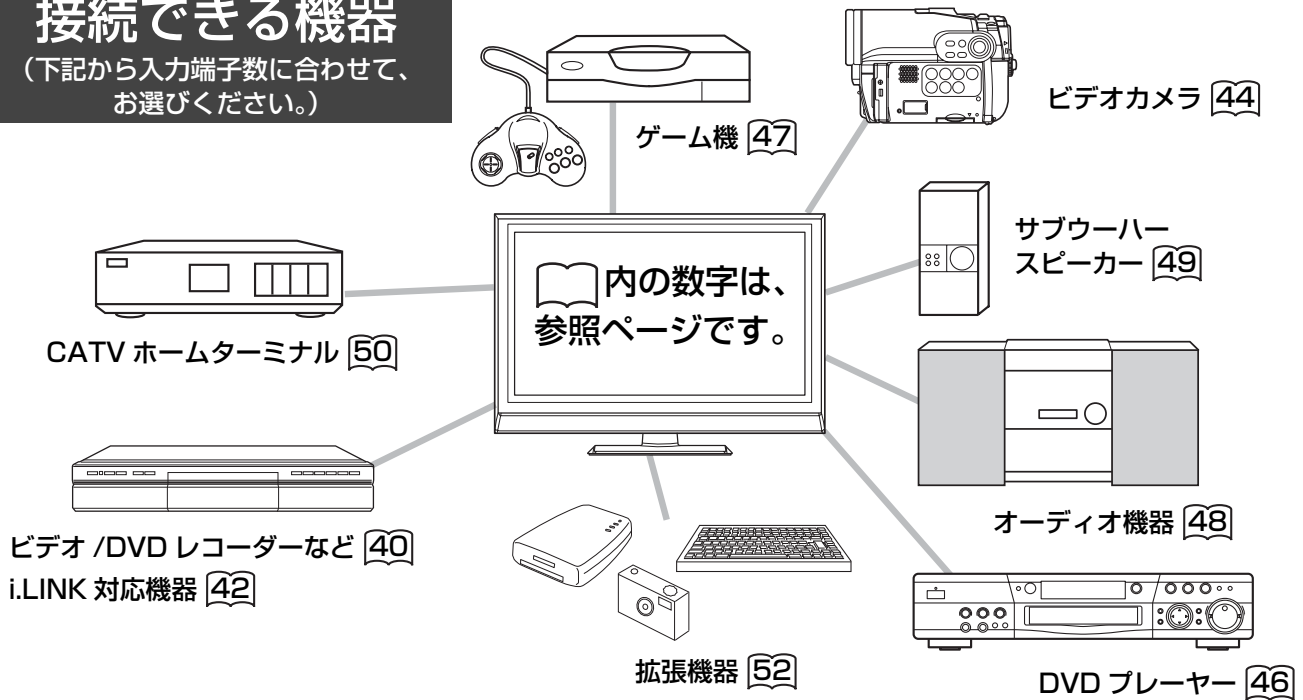 接続できる機器
（下記から入力端子数に合わせて、
お選びください。）
ゲーム機 47
ビデオカメラ 44
サブウーハー
スピーカー 49
内の数字は、
参照ページです。
CATV ホームターミナル 50
オーディオ機器 48
ビデオ /DVD レコーダーなど 40
i.LINK 対応機器 42
拡張機器 52
DVD プレーヤー 46